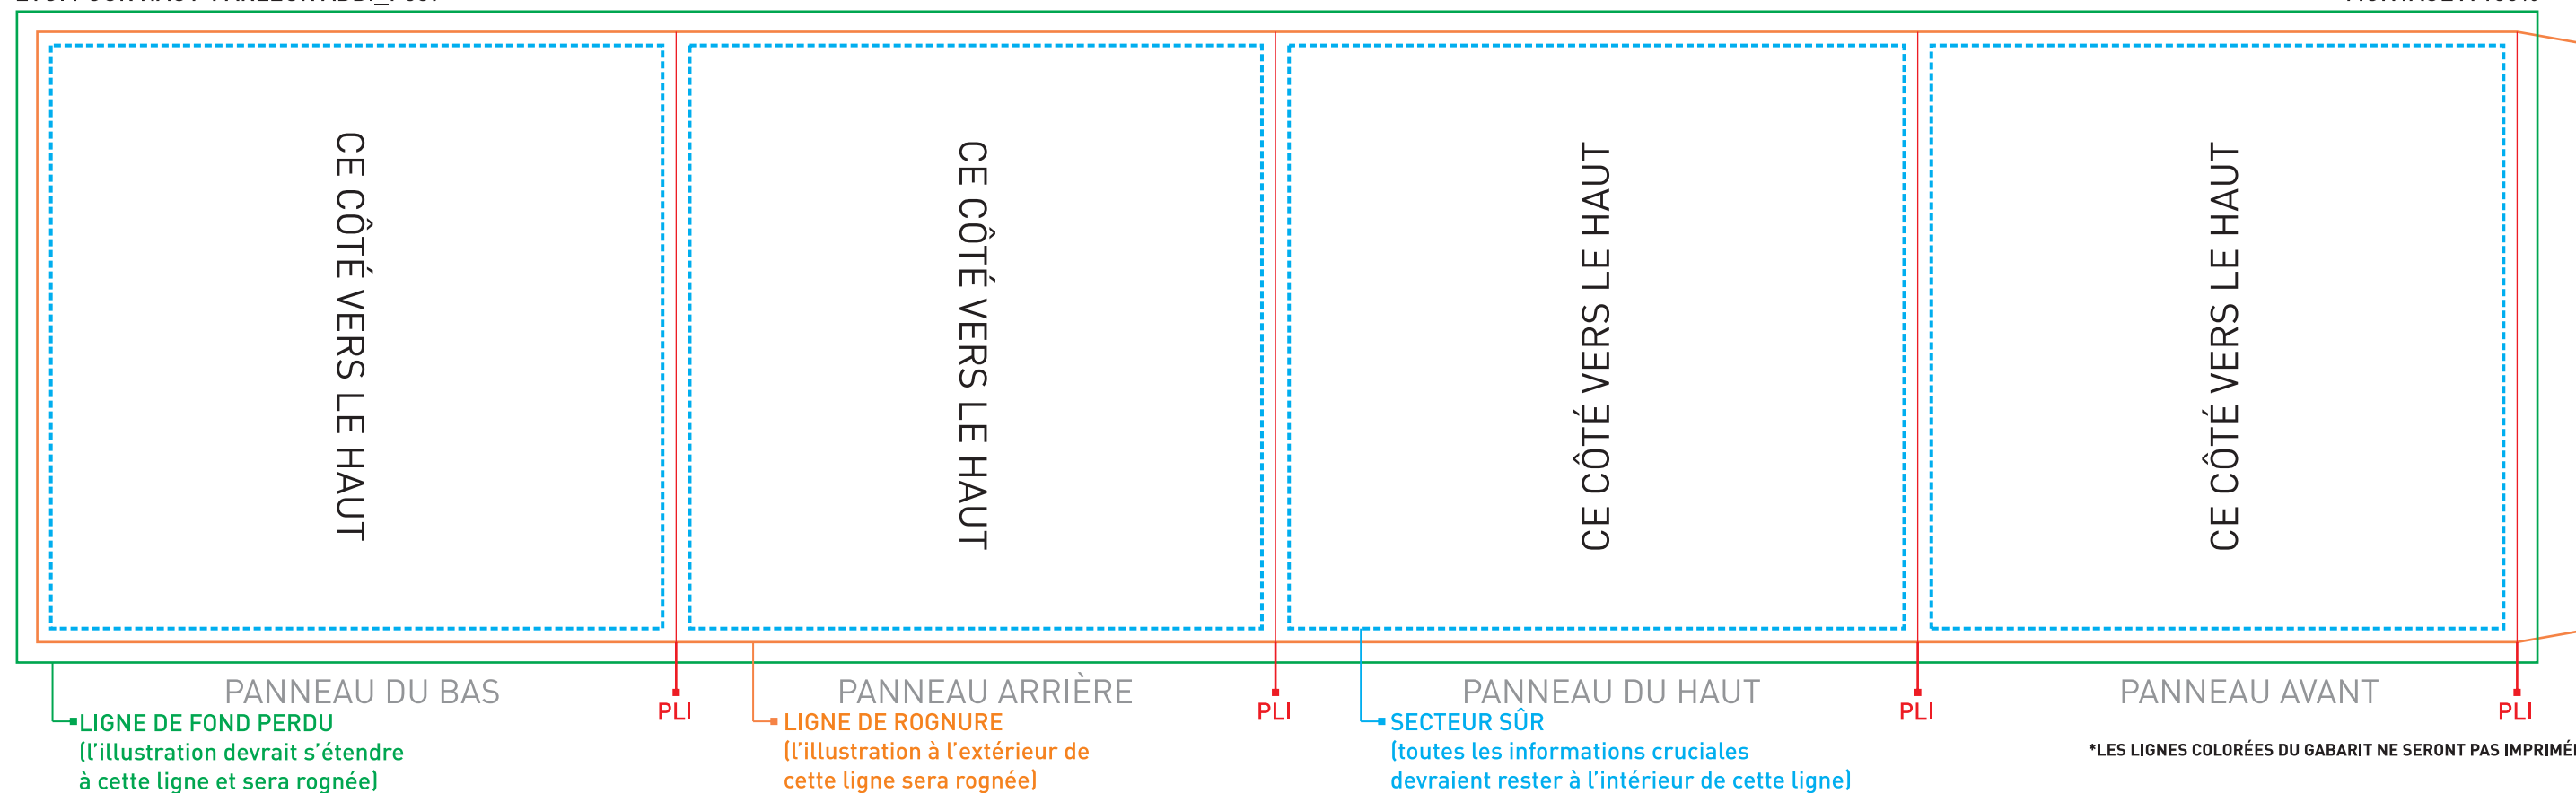 CE CÔTÉ VERS LE HAUT
CE CÔTÉ VERS LE HAUT
CE CÔTÉ VERS LE HAUT
CE CÔTÉ VERS LE HAUT
PANNEAU DU BAS
PANNEAU ARRIÈRE
PANNEAU DU HAUT
PANNEAU AVANT
PLI
PLI
PLI
PLI
LIGNE DE FOND PERDU
(l’illustration devrait s’étendre
à cette ligne et sera rognée)
LIGNE DE ROGNURE
(l’illustration à l’extérieur de
cette ligne sera rognée)
SECTEUR SÛR
(toutes les informations cruciales
devraient rester à l’intérieur de cette ligne)
*LES LIGNES COLORÉES DU GABARIT NE SERONT PAS